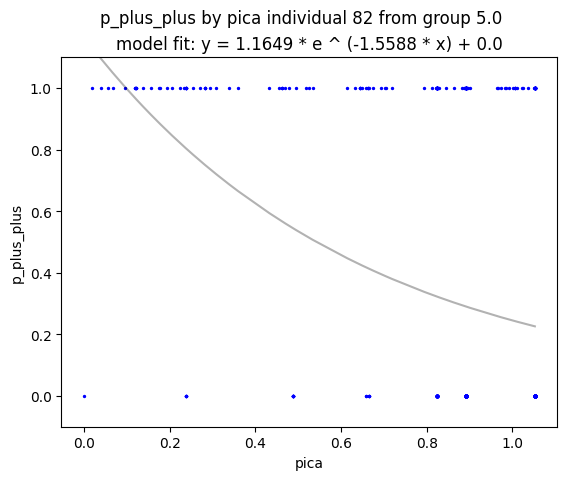 p_plus_plus by pica individual 82 from group 5.0
model fit: y = 1.1649 * e ^ (-1.5588 * x) + 0.0
1.0
0.8
0.6
0.4
0.2
0.0
p_plus_plus
0.0 0.2 0.4 0.6 0.8 1.0
pica